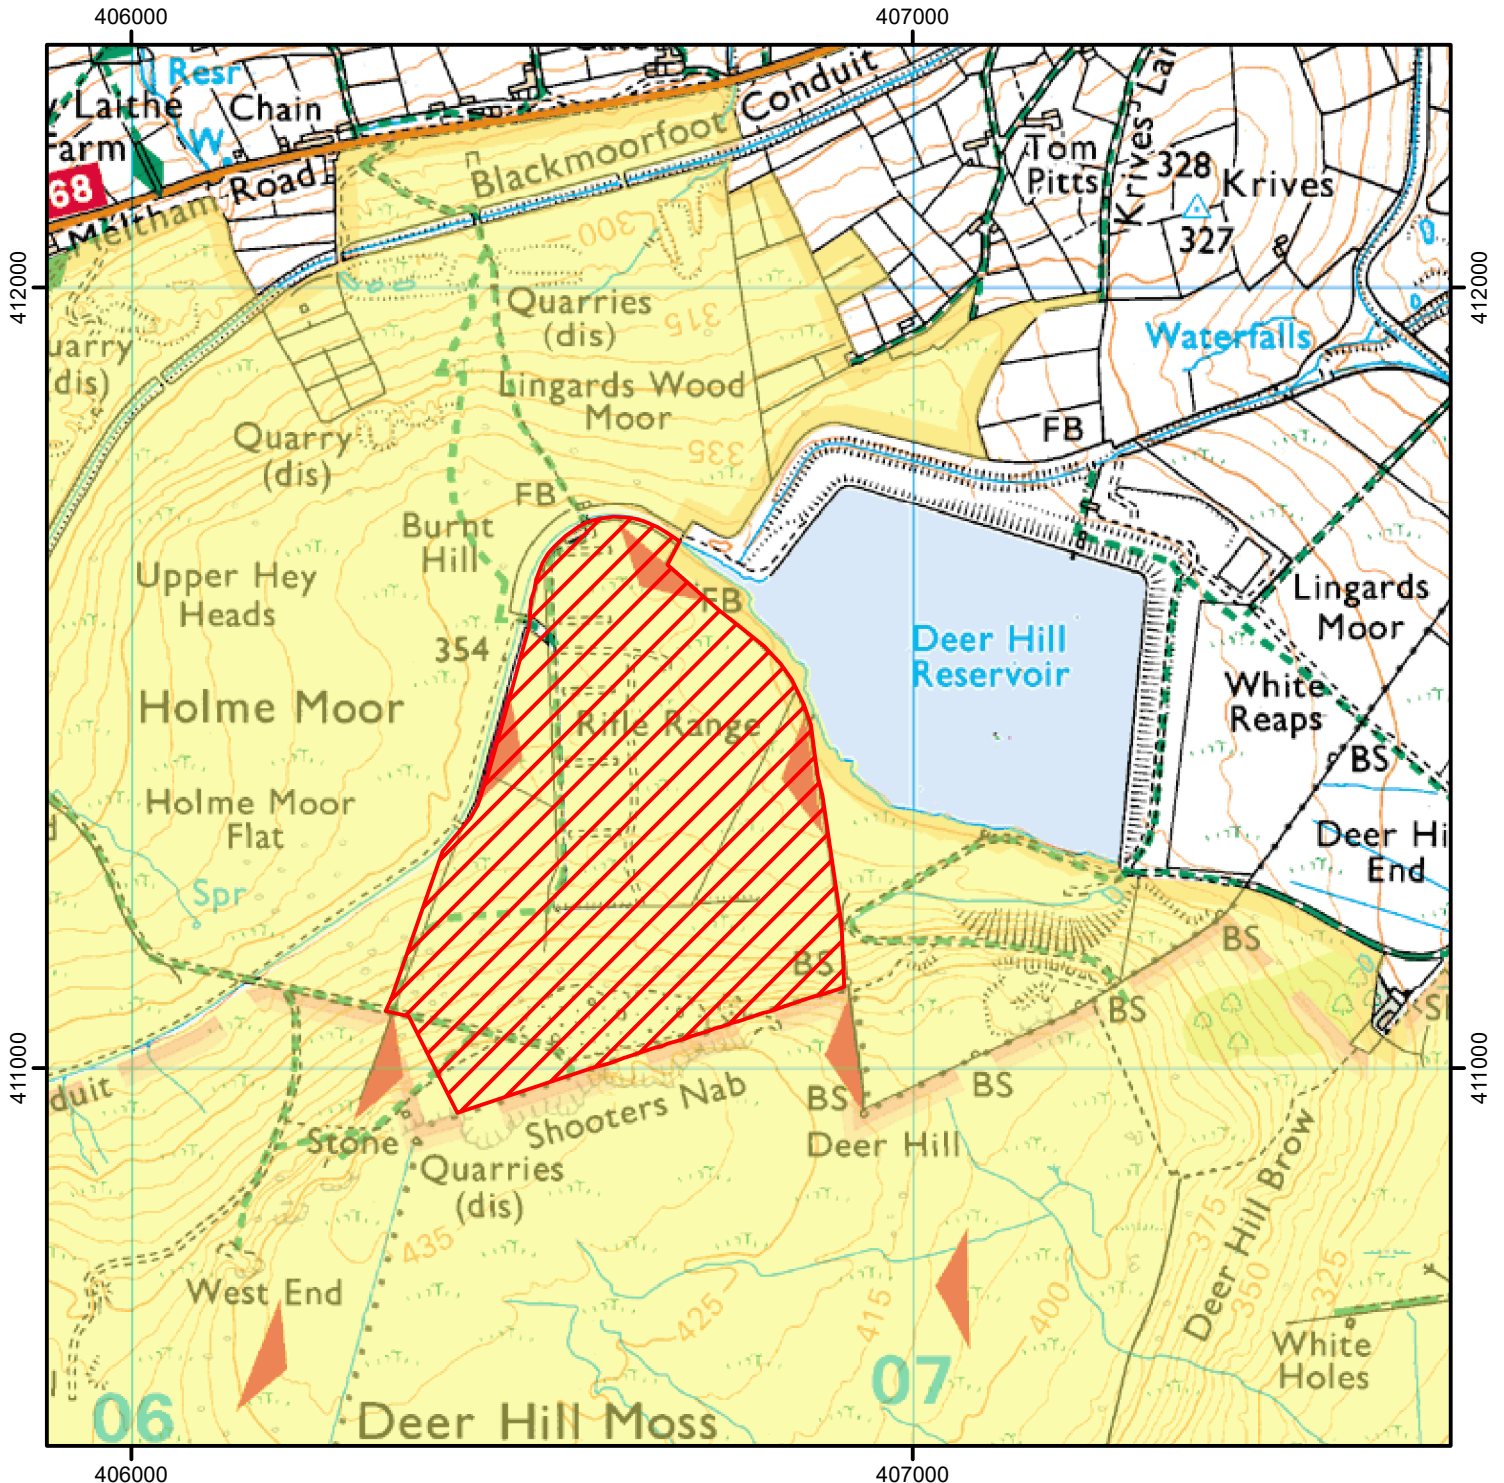 406000
407000
Resr
Laithe
Farm
Chain
W
68
Meltham Road
Blackmoorfoot
Conduit
Tom
Pitts
Krives'
328
Krives
327
412000
412000
300
315
Quarries
(dis)
Lingards Wood
Moor
335
Waterfalls
(dis)
Quarry
(dis)
FB
FB
Burnt
Hill
Upper Hey
Heads
354
FB
Deer Hill
Reservoir
Lingards
Moor
White
Reaps
Holme Moor
Rifle Range
BS
Holme Moor
Flat
Deer Hi
End
Spr
BS
BS
BS
411000
411000
duit
BS
BS
Shooters Nab
Stone
Deer Hill
Quarries
(dis)
435
West End
425
415
400
375
350
325
Deer Hill Brow
White
Holes
06
07
Deer Hill Moss
406000
407000